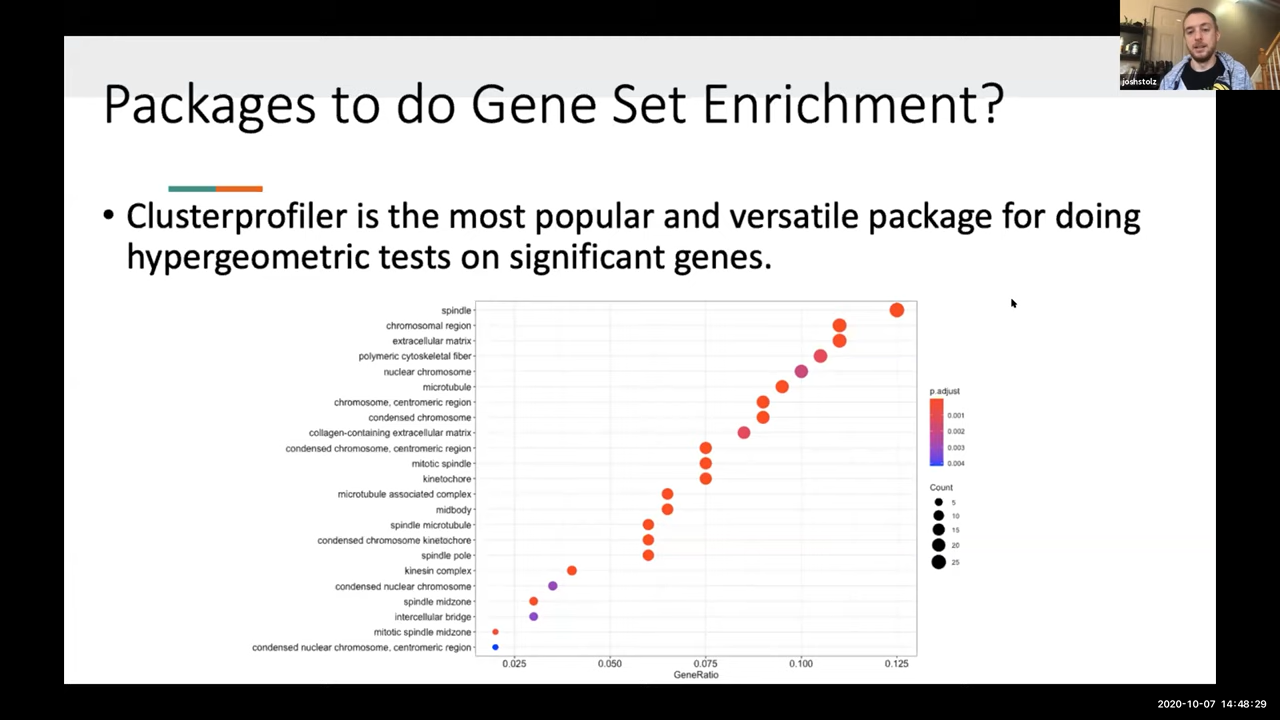 joshstolz
Packages to do Gene Set Enrichment?
• Clusterprofiler is the most popular and versatile package for doing
hypergeometric tests on significant genes.
spindle
chromosomal region
extracellular matrix
polymeric cytoskeletal fiber
nuclear chromosome
microtubule
chromosome, centromeric region
condensed chromosome
collagen-containing extracellular matrix
condensed chromosome, centromeric region
mitotic spindle
kinetochore
microtubule associated complex
midbody
spindle microtubule
condensed chromosome kinetochore
spindle pole
kinesin complex
condensed nuclear chromosome
spindle midzone
intercellular bridge
mitotic spindle midzone
condensed nuclear chromosome, centromeric region
0.025 0.050 0.075 0.100 0.125
GeneRatio
p.adjust
0.001
0.002
0.003
0.004
Count
5
10
15
20
25
2020-10-07 14:48:29